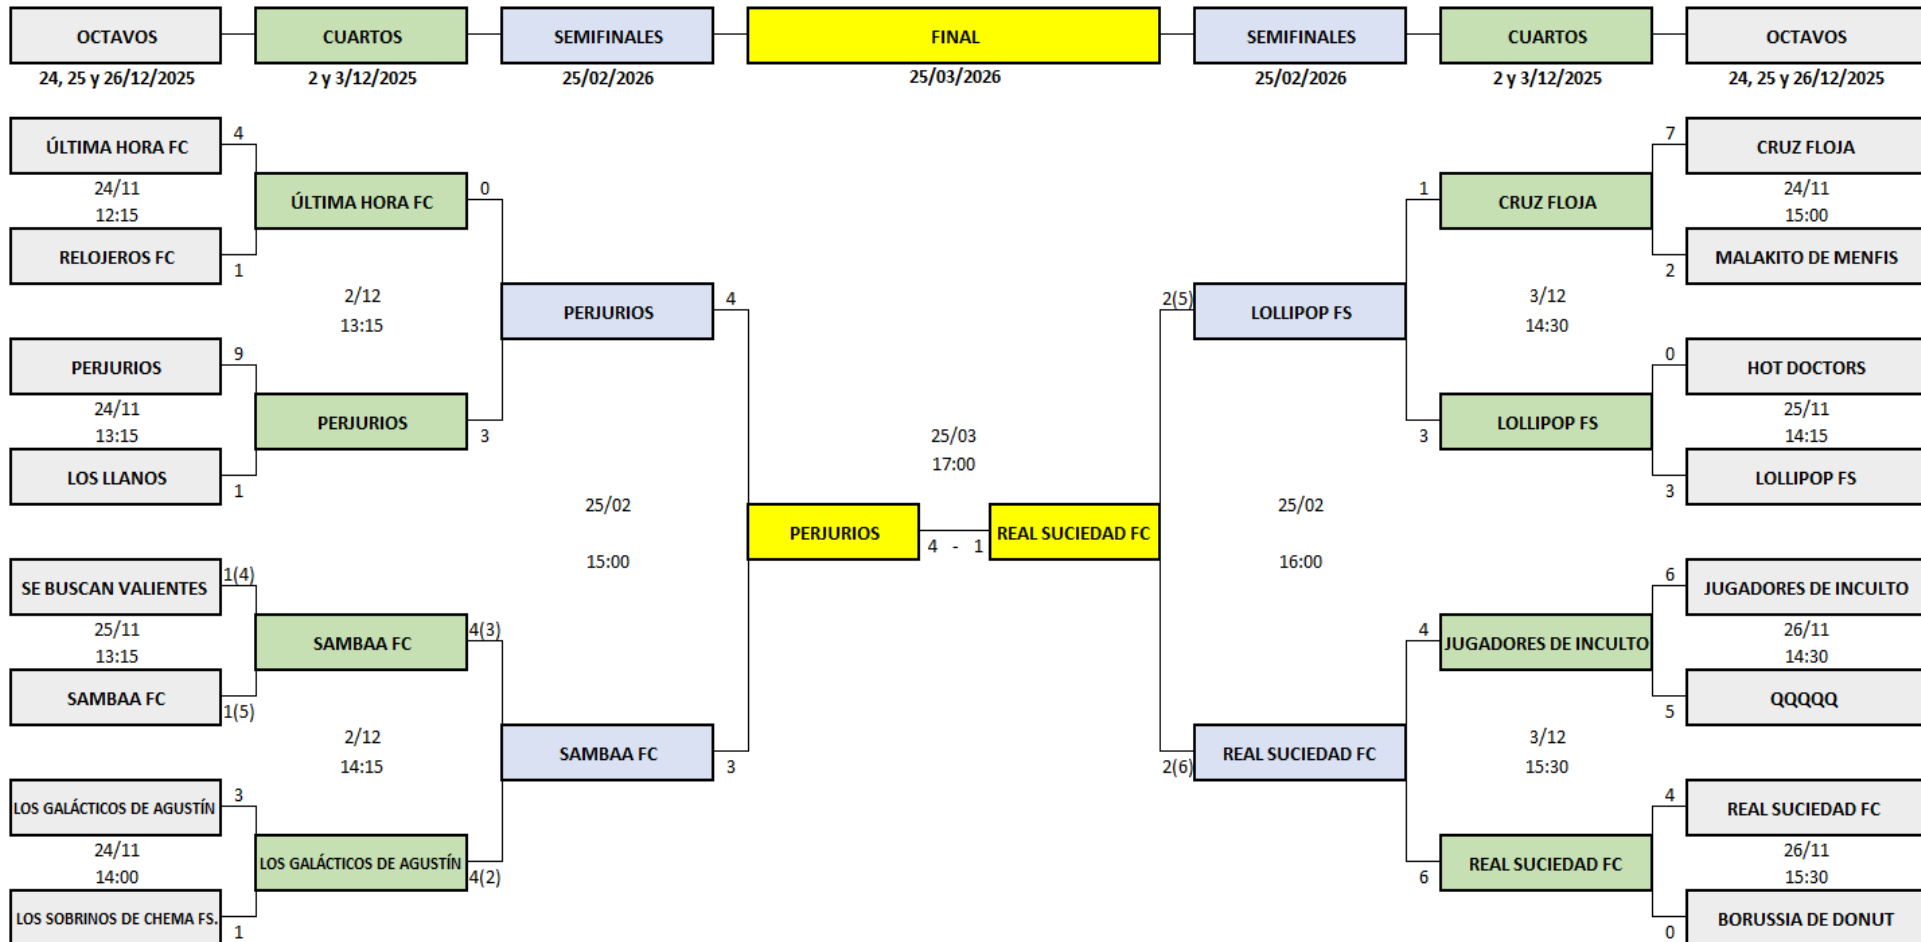 OCTAVOS
CUARTOS
SEMIFINALES
FINAL
SEMIFINALES
CUARTOS
OCTAVOS
24, 25 y 26/12/2025
2 y 3/12/2025
25/02/2026
25/03/2026
25/02/2026
2 y 3/12/2025
24, 25 y 26/12/2025
ÚLTIMA HORA FC
4
24/11
12:15
RELOJEROS FC
1
PERJURIOS
9
24/11
13:15
LOS LLANOS
1
SE BUSCAN VALIENTES
1(4)
25/11
13:15
SAMBAA FC
1(5)
LOS GALÁCTICOS DE AGUSTÍN
3
24/11
14:00
LOS SOBRINOS DE CHEMA FS.
1
ÚLTIMA HORA FC
0
2/12
13:15
PERJURIOS
3
SAMBAA FC
4(3)
2/12
14:15
LOS GALÁCTICOS DE AGUSTÍN
4(2)
PERJURIOS
4
25/02
15:00
SAMBAA FC
3
25/03
17:00
PERJURIOS
4 - 1
REAL SUCIEDAD FC
2(5)
LOLLIPOP FS
25/02
16:00
2(6)
REAL SUCIEDAD FC
1
CRUZ FLOJA
3/12
14:30
3
LOLLIPOP FS
4
JUGADORES DE INCULTO
3/12
15:30
6
REAL SUCIEDAD FC
7
CRUZ FLOJA
24/11
15:00
2
MALAKITO DE MENFIS
0
HOT DOCTORS
25/11
14:15
3
LOLLIPOP FS
6
JUGADORES DE INCULTO
26/11
14:30
5
QQQQQ
4
REAL SUCIEDAD FC
26/11
15:30
0
BORUSSIA DE DONUT